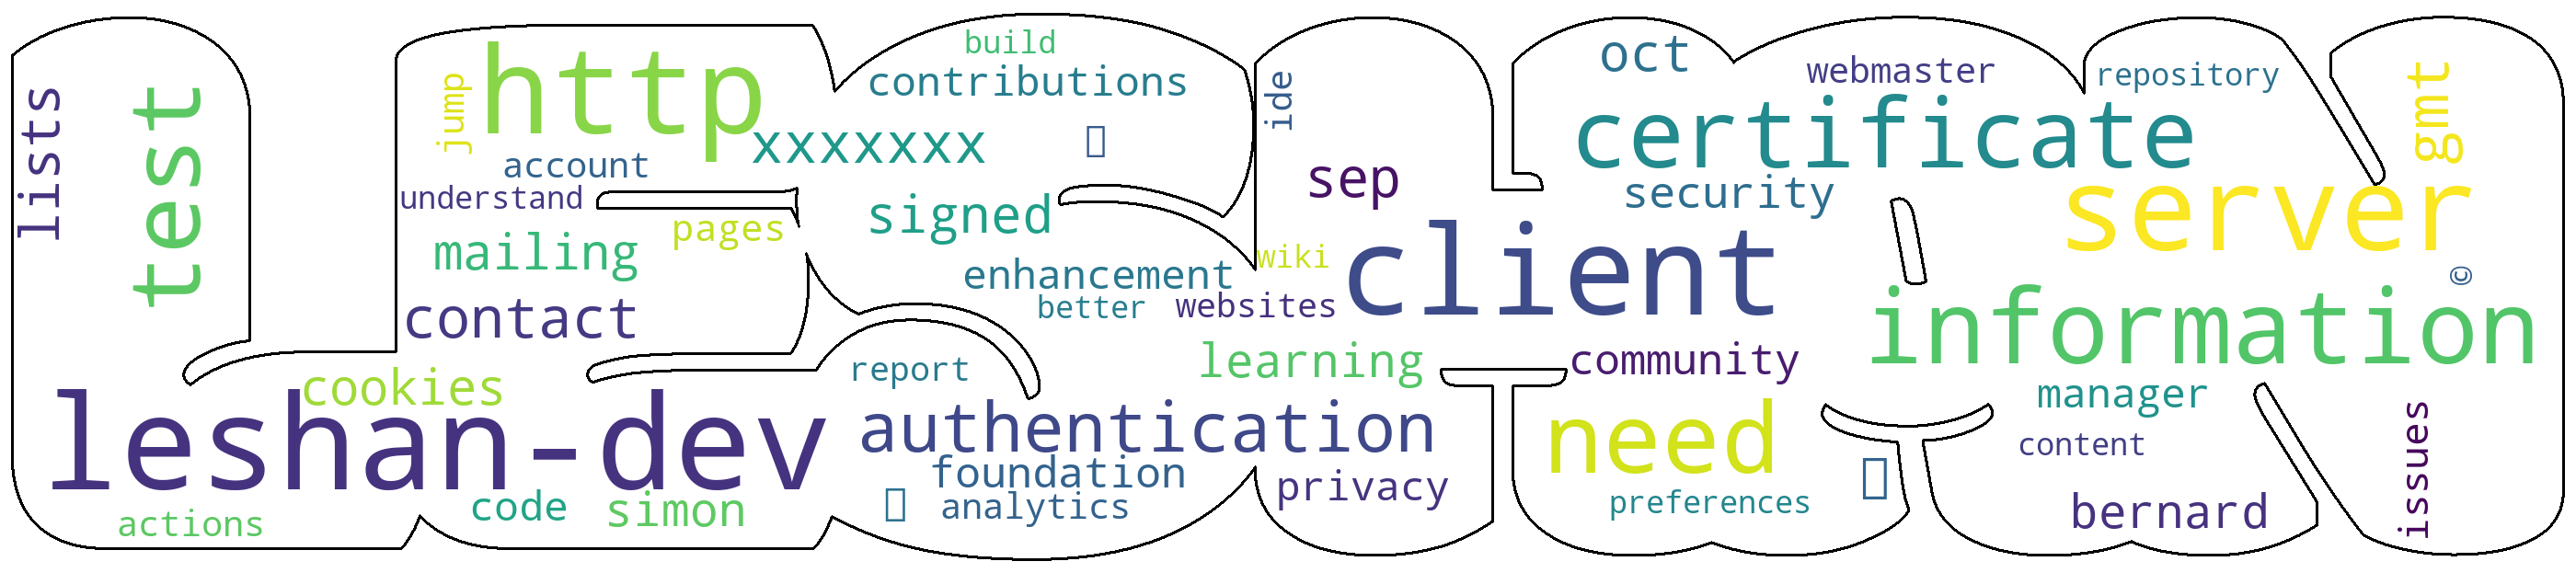 build
oct
webmaster
repository
lists
test
jump
http
contributions
ide
certificate
gmt
xxxxxxx
account
understand
sep
security
server
signed
pages
mailing
wiki
client
enhancement
better
websites
©
information
contact
report
learning
community
cookies
manager
leshan-dev
authentication
need
content
issues
foundation
privacy
code
simon
analytics
preferences
bernard
actions